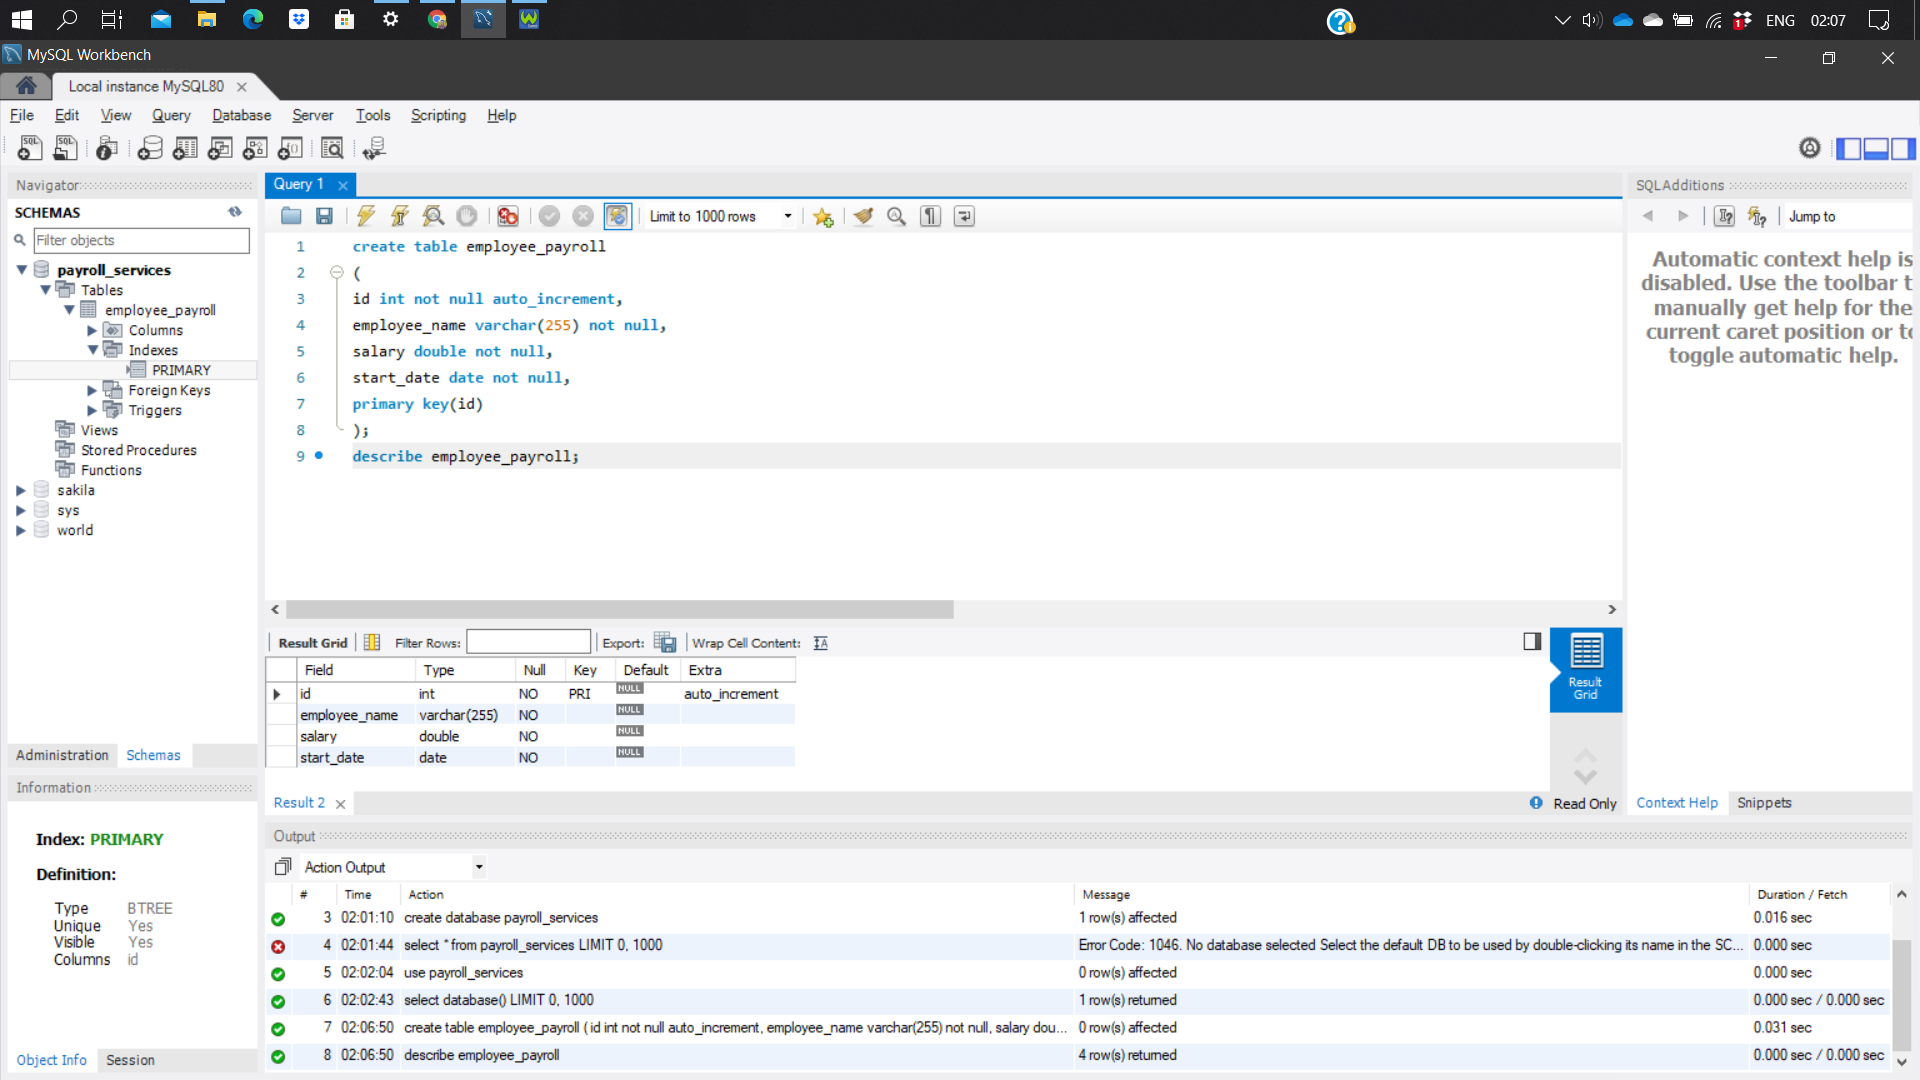 ENG 02:07
MySQL Workbench
Local instance MySQL80
File Edit View Query Database Server Tools Scripting Help
Navigator
SCHEMAS
Filter objects
payroll_services
Tables
employee_payroll
Columns
Indexes
PRIMARY
Foreign Keys
Triggers
Views
Stored Procedures
Functions
sakila
sys
world
Administration Schemas
Information
Index: PRIMARY
Definition:
Type BTREE
Unique Yes
Visible Yes
Columns id
Object Info Session
Query 1
Limit to 1000 rows
1 create table employee_payroll
2 (
3 id int not null auto_increment,
4 employee_name varchar(255) not null,
5 salary double not null,
6 start_date date not null,
7 primary key(id)
8 );
9 describe employee_payroll;
Result Grid Filter Rows: Export: Wrap Cell Content:
Field Type Null Key Default Extra
id int NO PRI NULL auto_increment
employee_name varchar(255) NO NULL
salary double NO NULL
start_date date NO NULL
Result Grid
Result 2
Read Only
SQLAdditions
Jump to
Automatic context help is
disabled. Use the toolbar t
manually get help for the
current caret position or to
toggle automatic help.
Context Help Snippets
Output
Action Output
# Time Action Message Duration / Fetch
3 02:01:10 create database payroll_services 1 row(s) affected 0.016 sec
4 02:01:44 select * from payroll_services LIMIT 0, 1000 Error Code: 1046. No database selected Select the default DB to be used by double-clicking its name in the SC... 0.000 sec
5 02:02:04 use payroll_services 0 row(s) affected 0.000 sec
6 02:02:43 select database() LIMIT 0, 1000 1 row(s) returned 0.000 sec / 0.000 sec
7 02:06:50 create table employee_payroll ( id int not null auto_increment, employee_name varchar(255) not null, salary dou... 0 row(s) affected 0.031 sec
8 02:06:50 describe employee_payroll 4 row(s) returned 0.000 sec / 0.000 sec